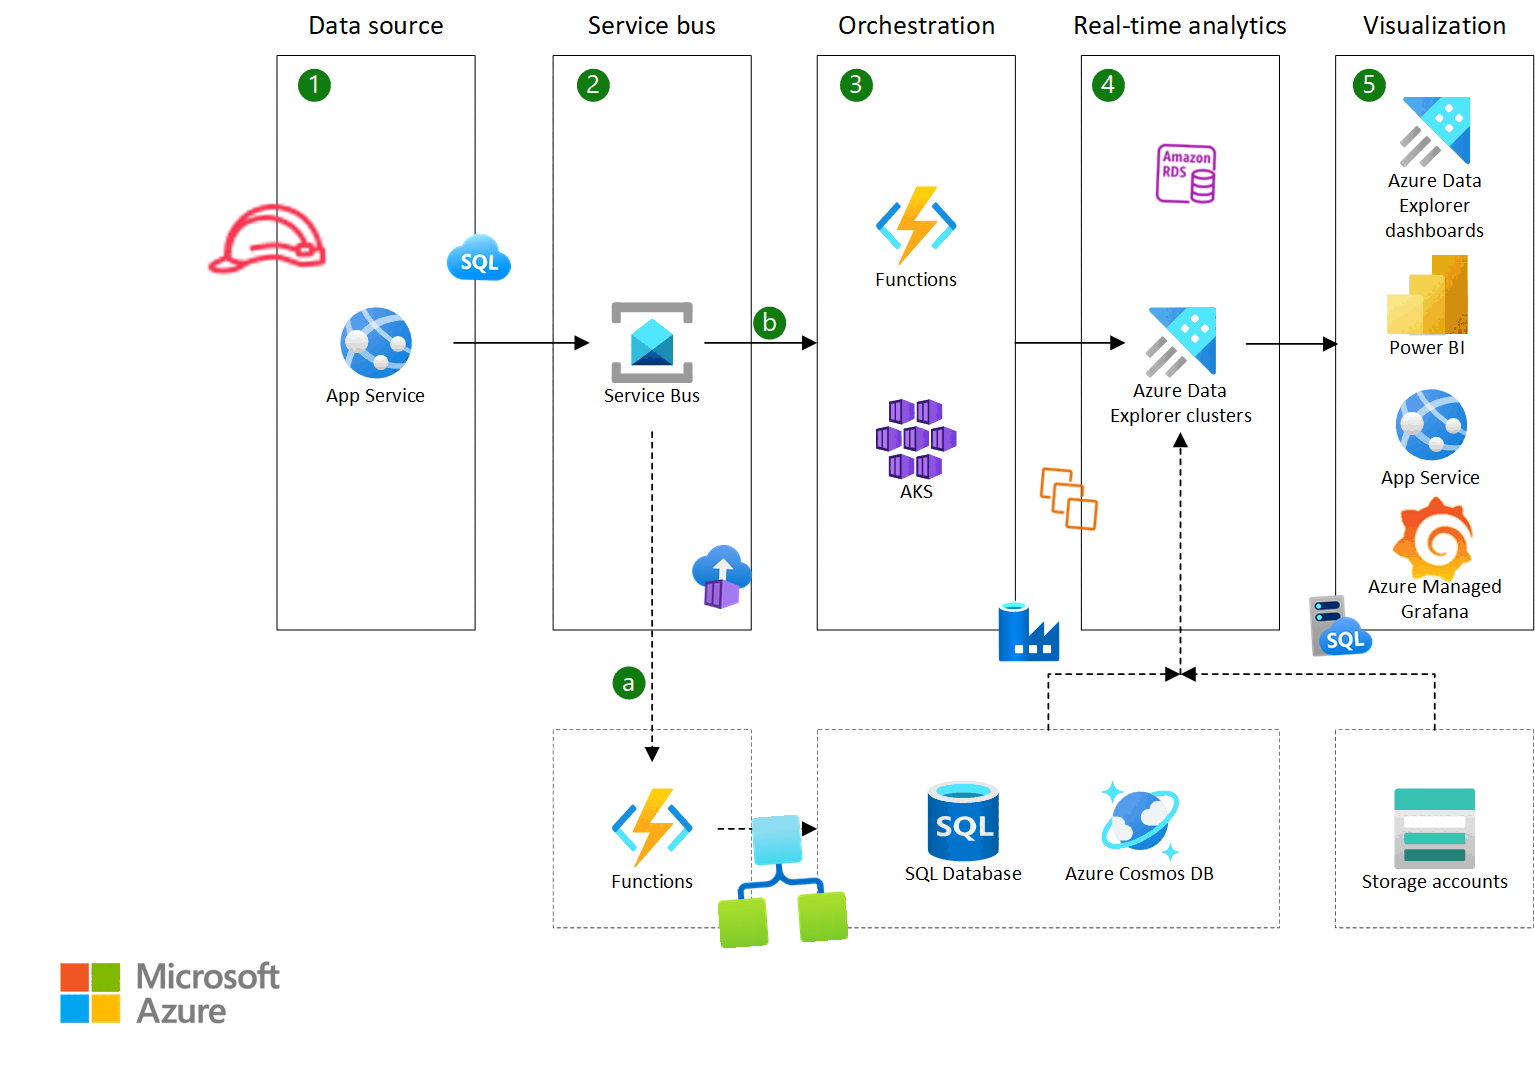 Data source
Service bus
Orchestration
Real-time analytics
Visualization
1
2
3
4
5
Amazon
RDS
Azure Data
Explorer
dashboards
SQL
Functions
b
Power BI
App Service
Service Bus
Azure Data
Explorer clusters
App Service
AKS
Azure Managed
Grafana
SQL
a
SQL
Functions
SQL Database
Azure Cosmos DB
Storage accounts
Microsoft
Azure